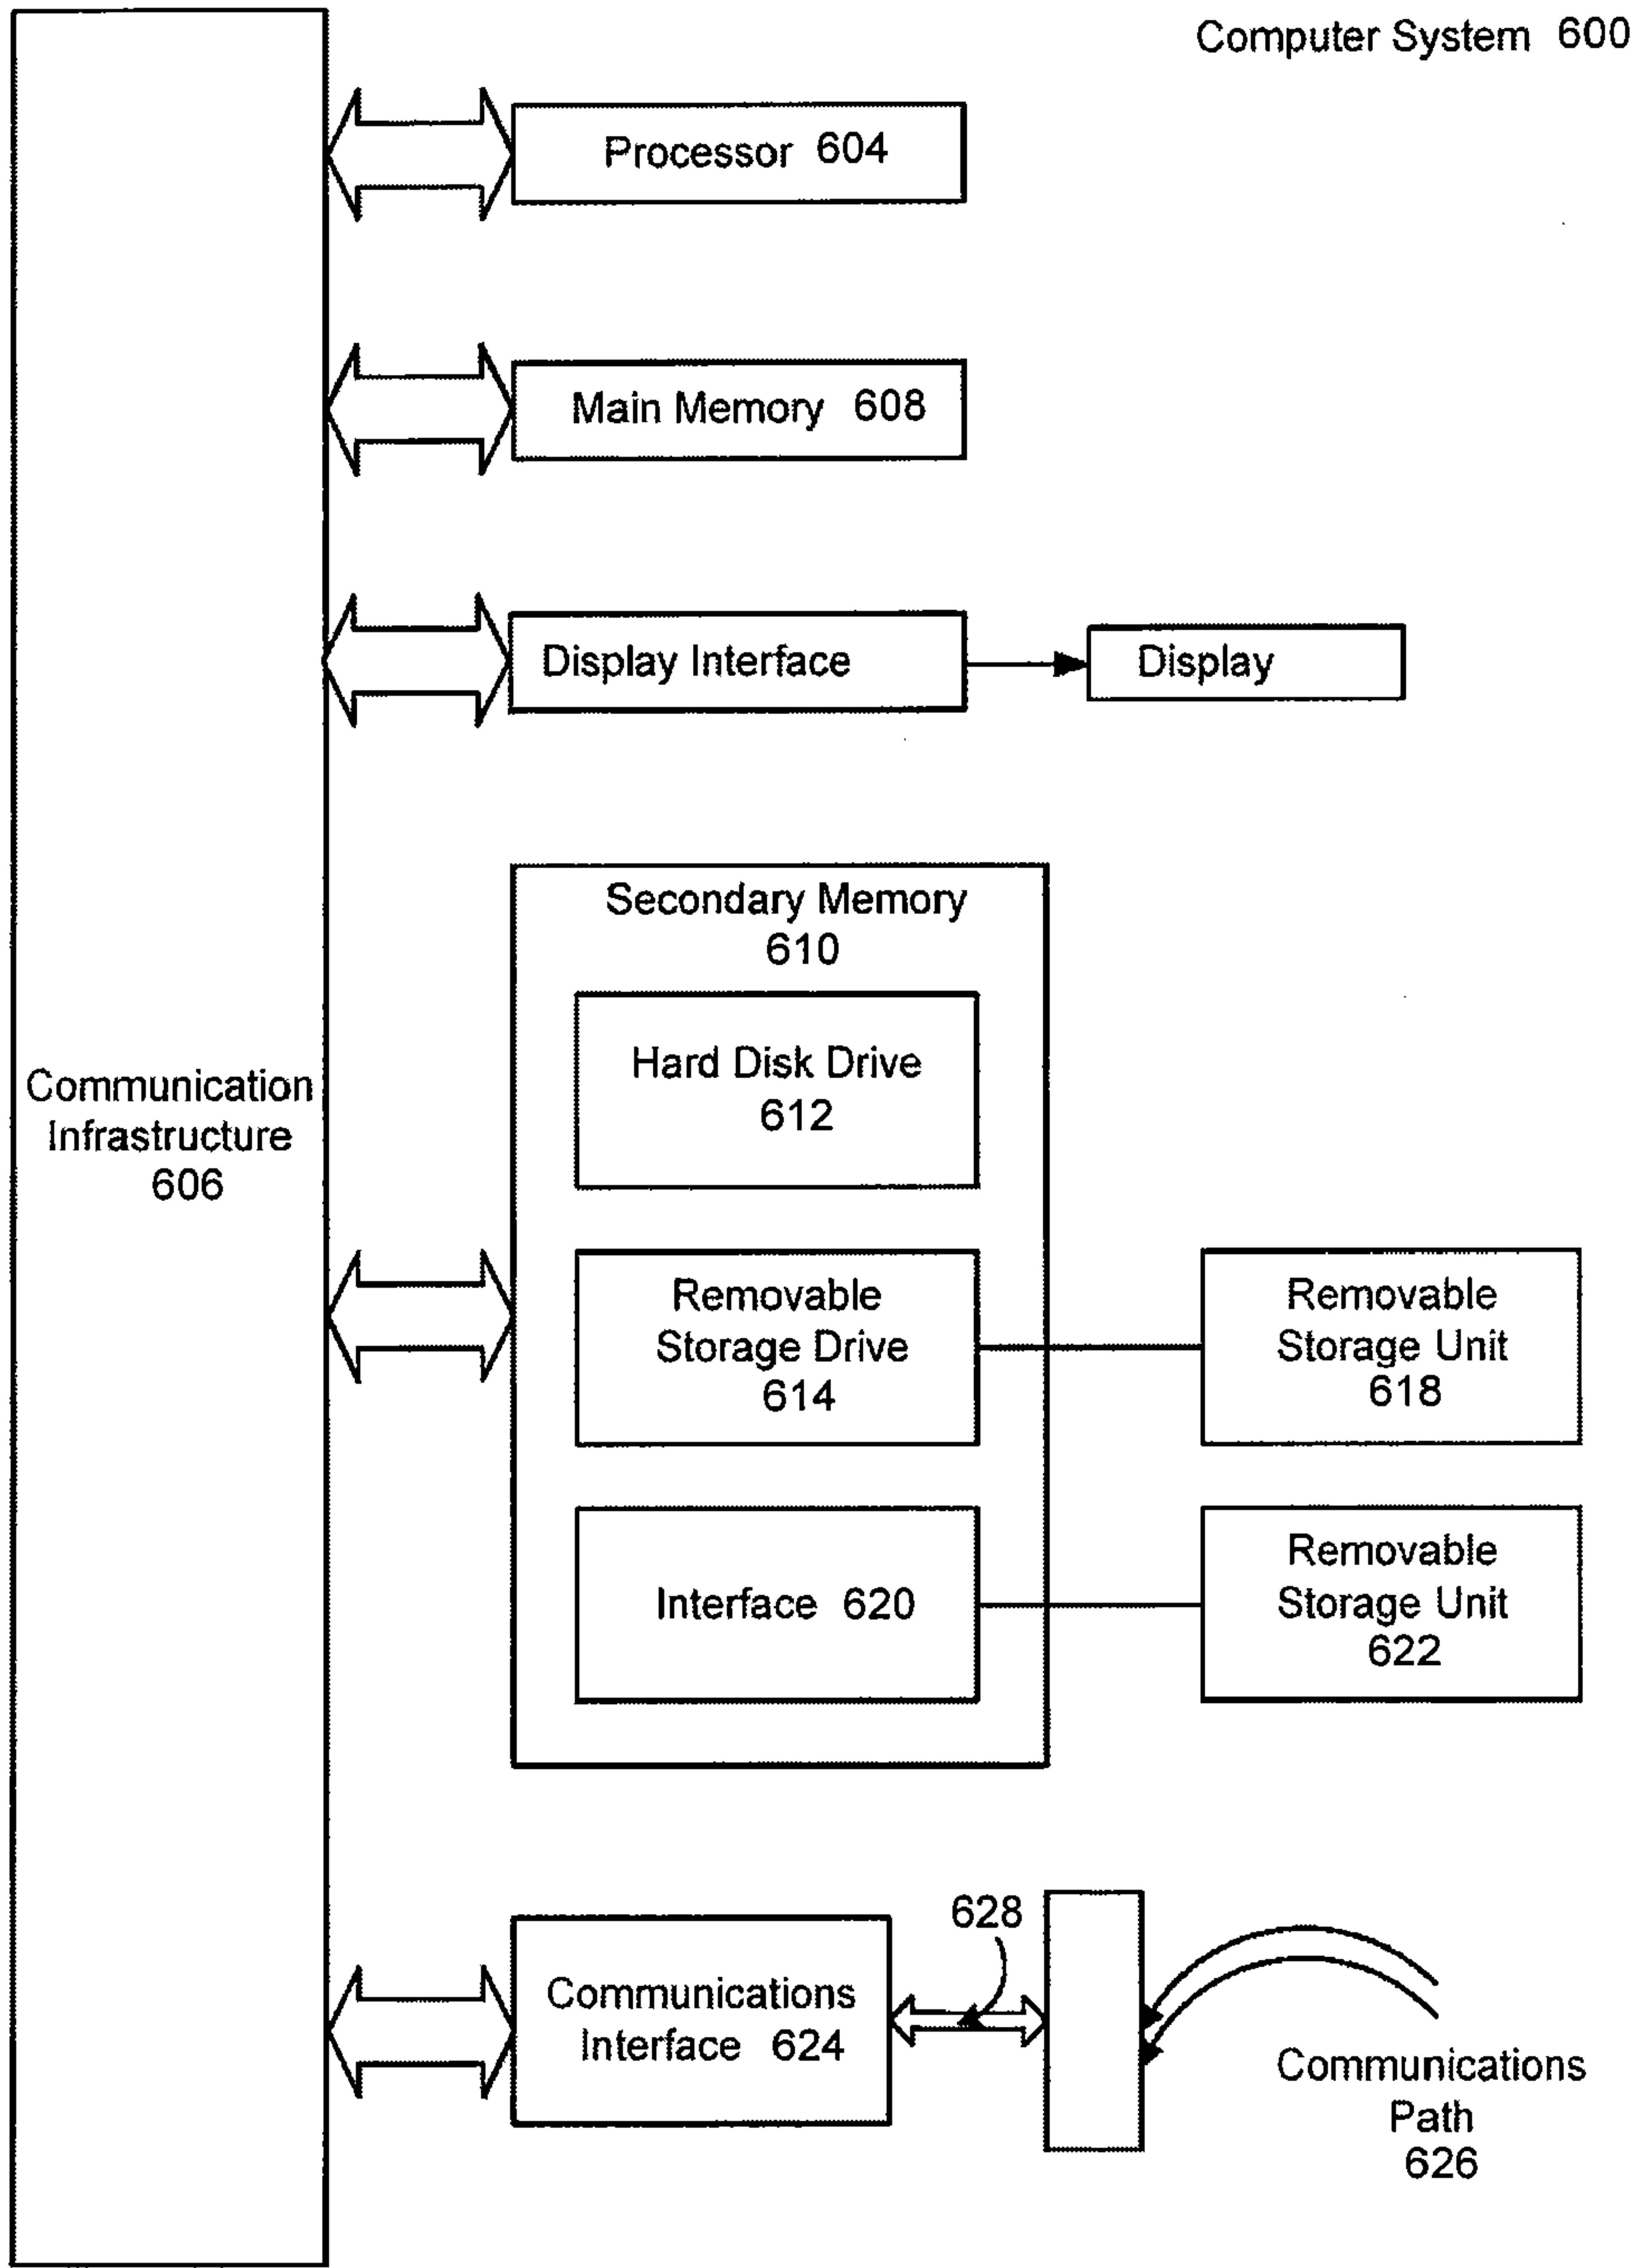 Computer System 600
Processor 604
Main Memory 608
Display Interface
Display
Secondary Memory
610
Hard Disk Drive
612
Communication
Infrastructure
606
Removable
Storage Drive
614
Removable
Storage Unit
618
Interface 620
Removable
Storage Unit
622
628
Communications
Interface 624
Communications
Path
626